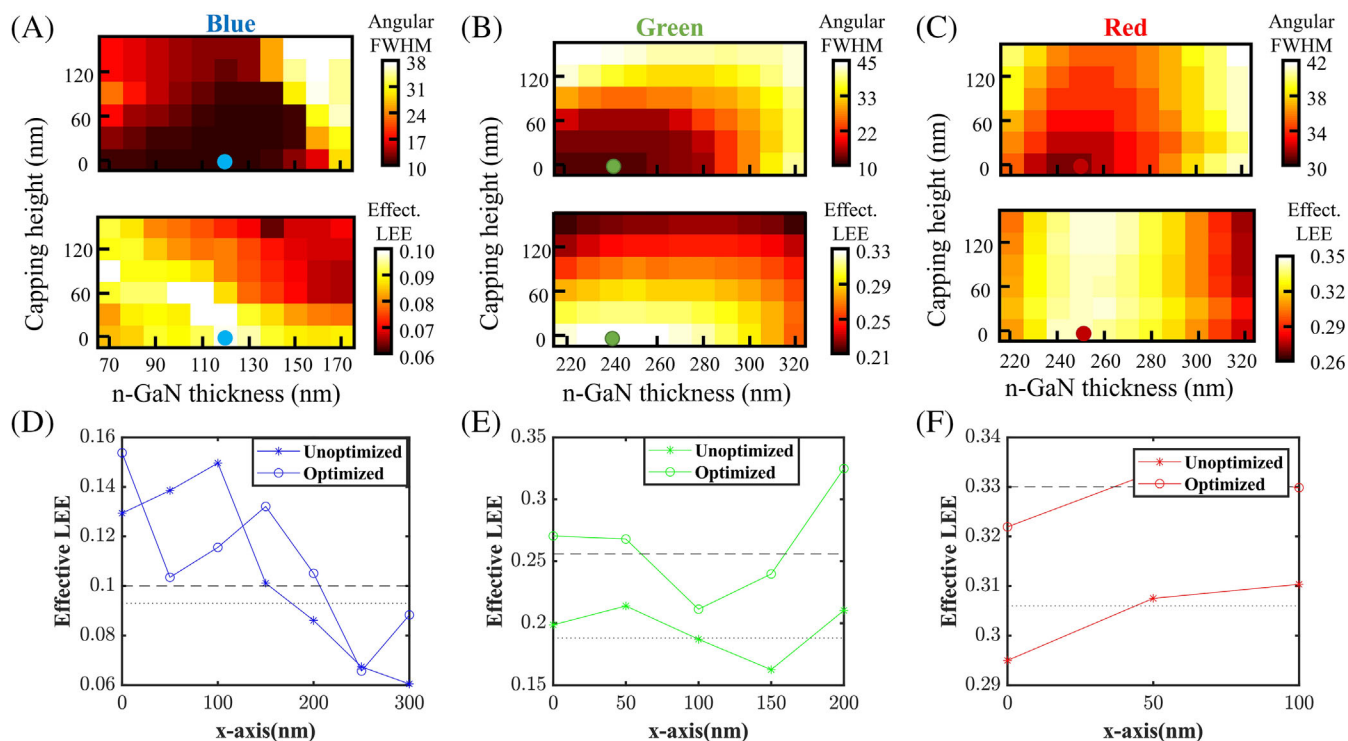 (A)
Blue
Angular
FWHM
38
31
24
17
10
120
60
0
Effect.
LEE
0.10
0.09
0.08
0.07
0.06
120
60
0
70
90
110
130
150
170
Capping height (nm)
n-GaN thickness (nm)
(B)
Green
Angular
FWHM
45
33
22
10
120
60
0
Effect.
LEE
0.33
0.29
0.25
0.21
120
60
0
220
240
260
280
300
320
Capping height (nm)
n-GaN thickness (nm)
(C)
Red
Angular
FWHM
42
38
34
30
120
60
0
Effect.
LEE
0.35
0.32
0.29
0.26
120
60
0
220
240
260
280
300
320
Capping height (nm)
n-GaN thickness (nm)
(D)
0.16
0.14
0.12
0.1
0.08
0.06
0
50
100
150
200
250
300
Effective LEE
x-axis(nm)
Unoptimized
Optimized
(E)
0.35
0.3
0.25
0.2
0.15
0
50
100
150
200
Effective LEE
x-axis(nm)
Unoptimized
Optimized
(F)
0.34
0.33
0.32
0.31
0.3
0.29
0
50
100
Effective LEE
x-axis(nm)
Unoptimized
Optimized